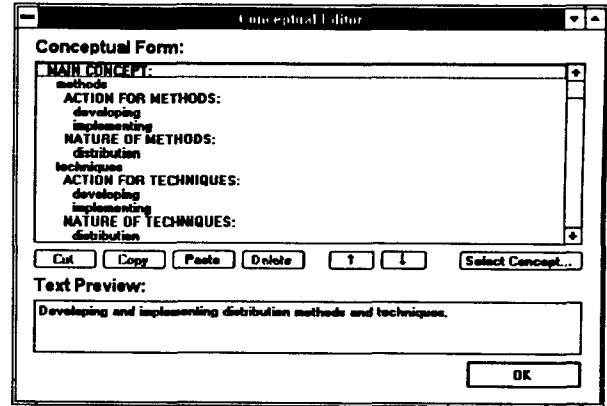 Conceptual Editor
Conceptual Form:
MAIN CONCEPT:
methods
ACTION FOR METHODS:
developing
implementing
NATURE OF METHODS:
distribution
techniques
ACTION FOR TECHNIQUES:
developing
implementing
NATURE OF TECHNIQUES:
distribution
Cut Copy Paste Delete ↑ ↓ Select Concept...
Text Preview:
Developing and implementing distribution methods and techniques.
OK